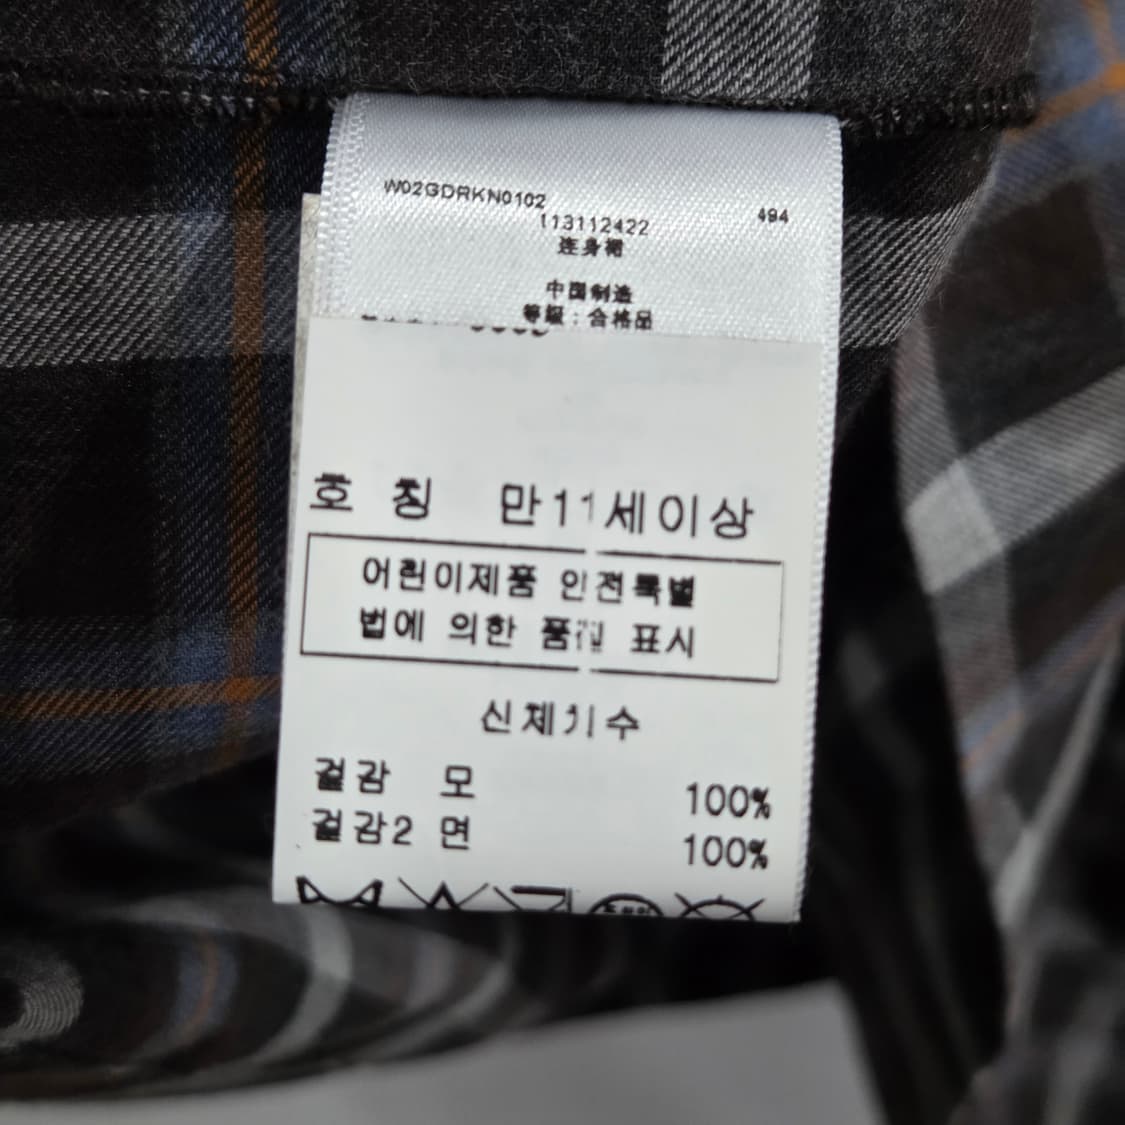 W02GDRKN0102
494
113112422
连身裙
中国制造
等级：合格品
호 칭 만11세이상
어린이제품 안전특별
법에 의한 품질 표시
신체치수
겉감 모 100%
겉감2 면 100%